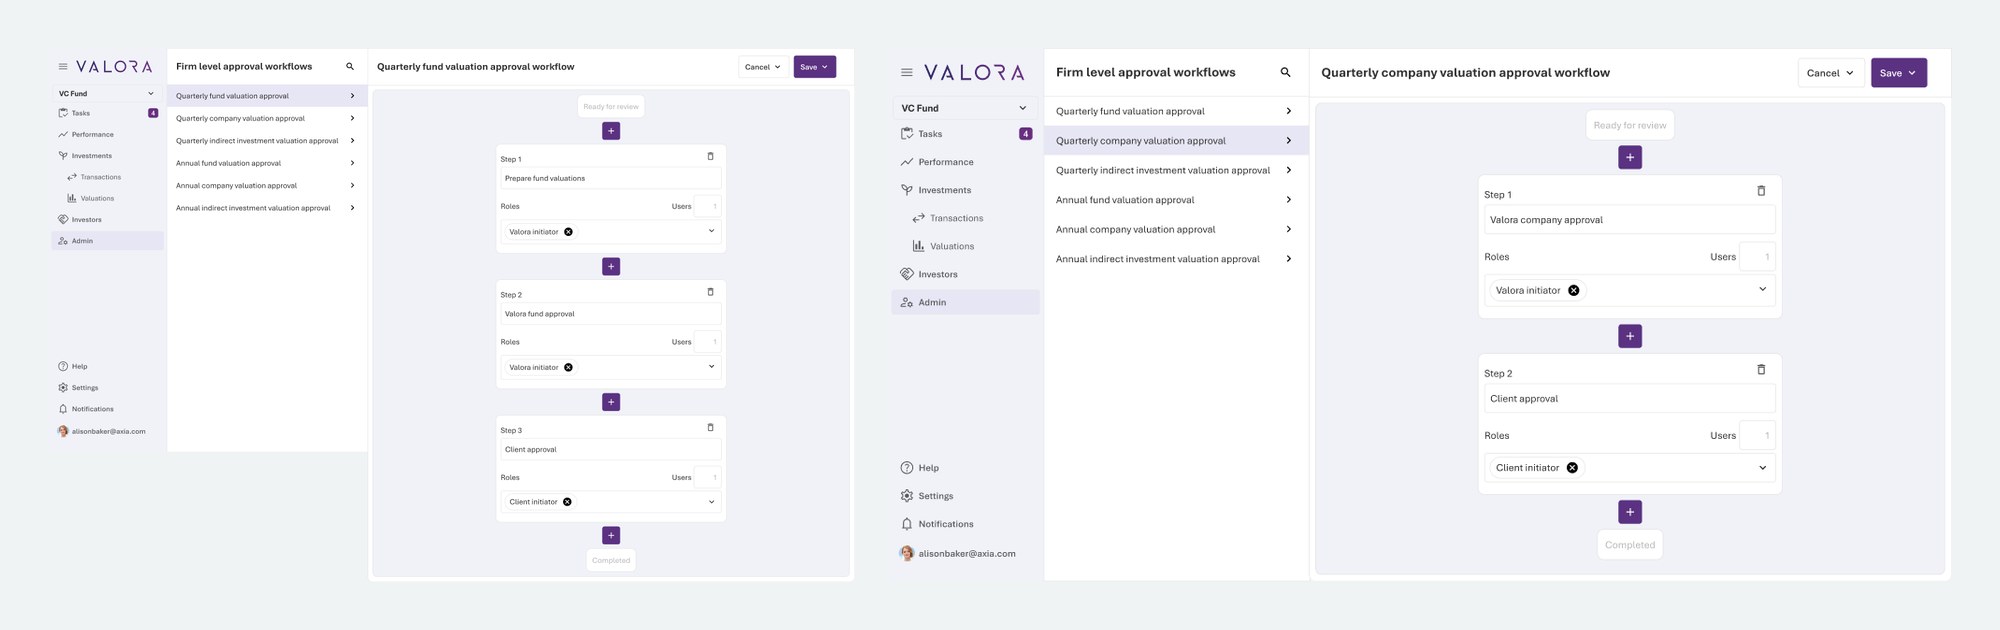 VALORA
VC Fund
Tasks
4
Performance
Investments
Transactions
Valuations
Investors
Admin
Help
Settings
Notifications
alisonbaker@axia.com
Firm level approval workflows
Quarterly fund valuation approval
Quarterly company valuation approval
Quarterly indirect investment valuation approval
Annual fund valuation approval
Annual company valuation approval
Annual indirect investment valuation approval
Quarterly fund valuation approval workflow
Cancel
Save
Ready for review
+
Step 1
Prepare fund valuations
Roles
Users 1
Valora initiator
+
Step 2
Valora fund approval
Roles
Users 1
Valora initiator
+
Step 3
Client approval
Roles
Users 1
Client initiator
+
Completed
VALORA
VC Fund
Tasks
4
Performance
Investments
Transactions
Valuations
Investors
Admin
Help
Settings
Notifications
alisonbaker@axia.com
Firm level approval workflows
Quarterly fund valuation approval
Quarterly company valuation approval
Quarterly indirect investment valuation approval
Annual fund valuation approval
Annual company valuation approval
Annual indirect investment valuation approval
Quarterly company valuation approval workflow
Cancel
Save
Ready for review
+
Step 1
Valora company approval
Roles
Users 1
Valora initiator
+
Step 2
Client approval
Roles
Users 1
Client initiator
+
Completed